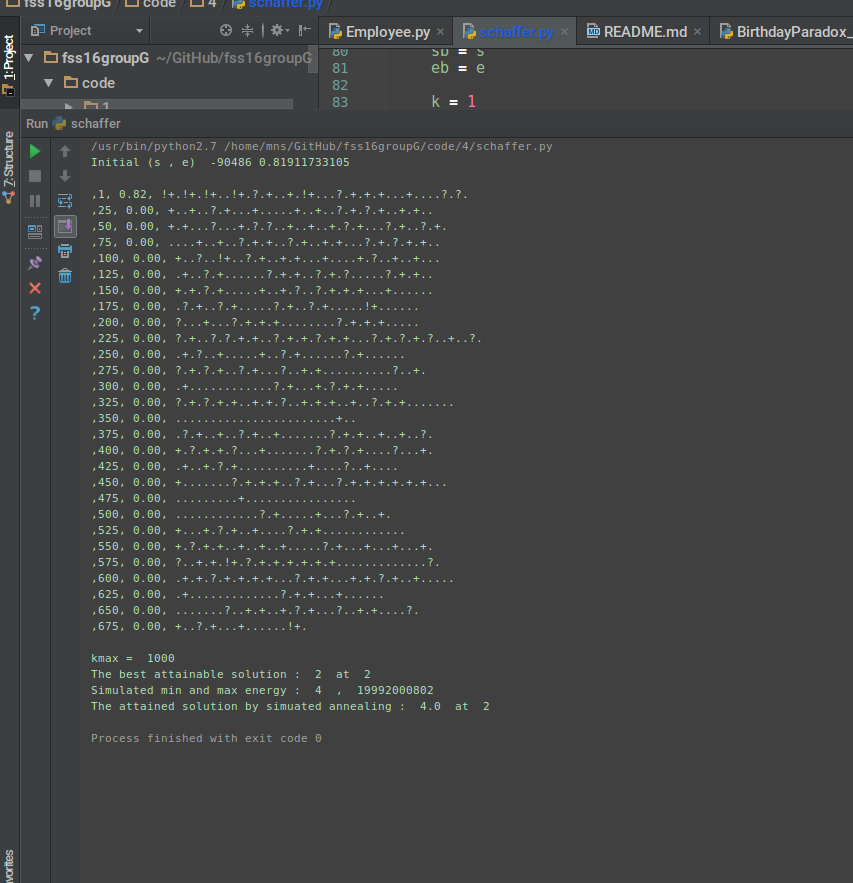 fss16groupG code 4 schaffer.py
Project
Employee.py × schaffer.py × README.md × BirthdayParadox_
1: Project
fss16groupG ~/GitHub/fss16groupG
code
1
80 sb = s
81 eb = e
82
83 k = 1
Run schaffer
7: Structure
/usr/bin/python2.7 /home/mns/GitHub/fss16groupG/code/4/schaffer.py
Initial (s , e)  -90486 0.81911733105
,1, 0.82, !+.!+.!+..!+.?.+..+.!+...?.+.+.+...+....?.?.
,25, 0.00, +..+..?.+...+.....+..+..?.+.?.+..+.+..
,50, 0.00, +.+...?...+.?.?..+..+..+.?.+...?.+..?.+.
,75, 0.00, ....+..+..?.+..+.?..+.+..+...?.+.?.+.+..
,100, 0.00, +..?..!+..?.+..+.+...+....+.?..+..+...
,125, 0.00, .+..?.+......?.+..+..?.+.?.....?.+.+..
,150, 0.00, +.+.?.+.....+..+.?..?.+.+.+...+......
,175, 0.00, .?.+..?.+.....?.+..?.+.....!+......
,200, 0.00, ?...+...?.+.+.+........?.+.+.+.....
,225, 0.00, ?.+..?.?.+..?.+.+.?.+.+...?.+.?.+.?..+..?.
,250, 0.00, .+.?..+.....+..?.+......?.+......
,275, 0.00, ?.+.?.+..?.+...?..+.+..........?..+.
,300, 0.00, .+............?.+...+.?.+.+.....
,325, 0.00, ?.+.?.+.+..+.+.?..+.+.+..+..?.+.+.......
,350, 0.00, .......................+..
,375, 0.00, .?.+..+..?.+..+.......?.+.+..+..+..?.
,400, 0.00, +.?.+.+.?...+.......?.+.?.+....?...+.
,425, 0.00, .+..+.?.+..........+....?..+....
,450, 0.00, +.......?.+.+.+..?.+...?.+.+.+.+.+.+...
,475, 0.00, .........+................
,500, 0.00, ............?.+.....+...?.+..+.
,525, 0.00, +...+.?.+..+....?.+.+............
,550, 0.00, +.?.+.+..+..+..+.....?.+...+...+...+.
,575, 0.00, ?..+.+.!+.?.+.+.+.+.+.+.............?.
,600, 0.00, .+.+.?.+.+.+.+...?.+.+...+.+.?.+..+.....
,625, 0.00, .+.............?.+.+...+......
,650, 0.00, .......?..+.+..+.?.+...?..+.+....?.
,675, 0.00, +..?.+...+......!+.
kmax =  1000
The best attainable solution :  2  at  2
Simulated min and max energy :  4  ,  19992000802
The attained solution by simuated annealing :  4.0  at  2
Process finished with exit code 0